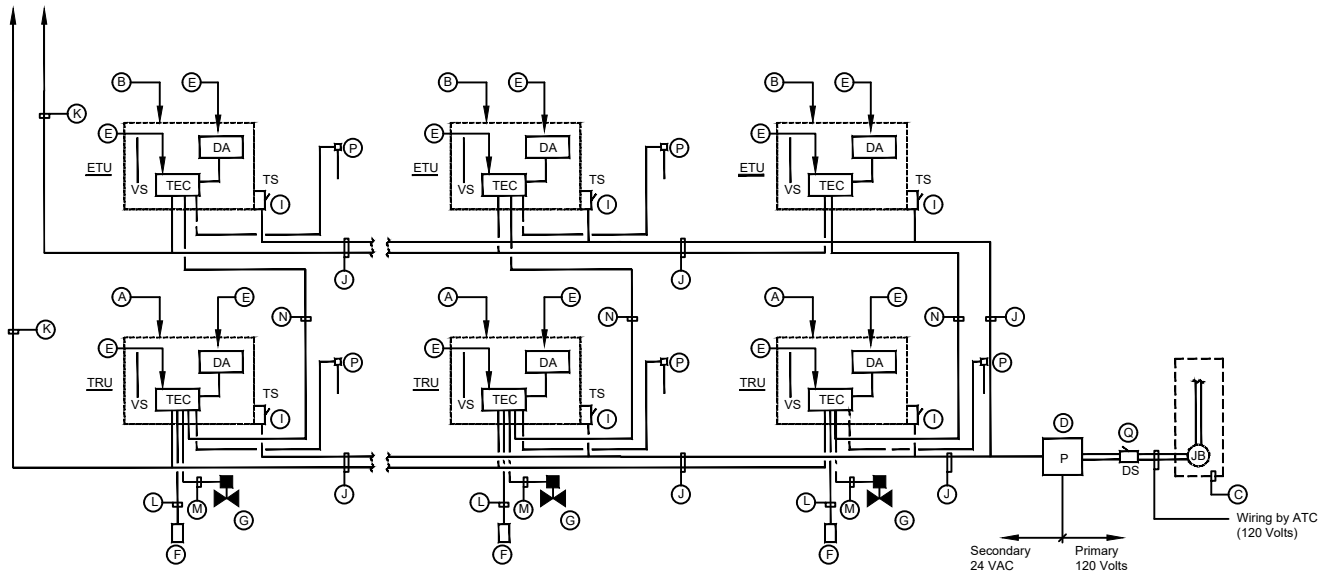 B E B E B E
K
E DA P E DA P E DA
ETU VS TEC TS I ETU VS TEC TS I ETU VS TEC TS I
J J
A E A E A E
K N N N J
E DA P E DA P E DA P
TRU VS TEC TS I TRU VS TEC TS I TRU VS TEC TS I
D Q
P DS JB
J J J C
L M G L M G L M G
F F F
Wiring by ATC
(120 Volts)
Secondary
24 VAC
Primary
120 Volts